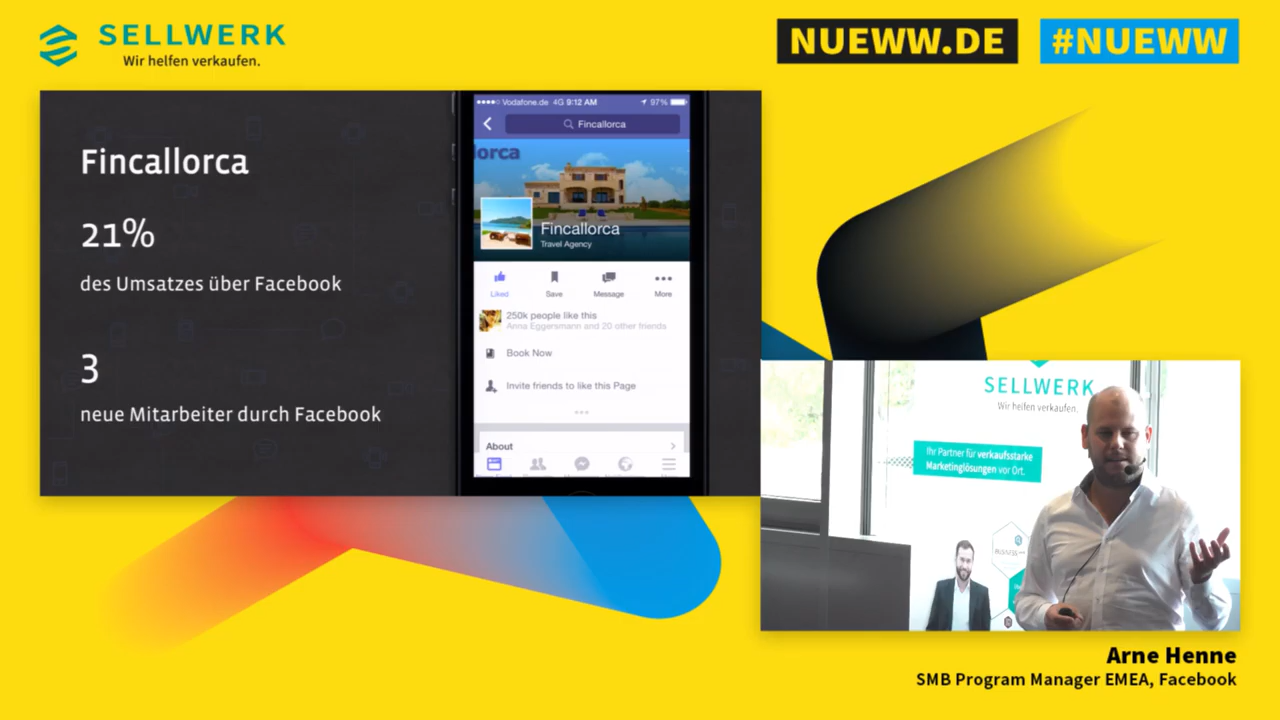 SELLWERK
Wir helfen verkaufen.
NUEWW.DE
#NUEWW
Fincallorca
21%
des Umsatzes über Facebook
3
neue Mitarbeiter durch Facebook
Vodafone.de 4G 9:12 AM 97%
Fincallorca
lorca
Fincallorca
Travel Agency
Liked Save Message More
250k people like this
Anna Eggersmann and 20 other friends
Book Now
Invite friends to like this Page
About
SELLWERK
Wir helfen verkaufen.
Ihr Partner für verkaufsstarke
Marketinglösungen vor Ort.
Arne Henne
SMB Program Manager EMEA, Facebook